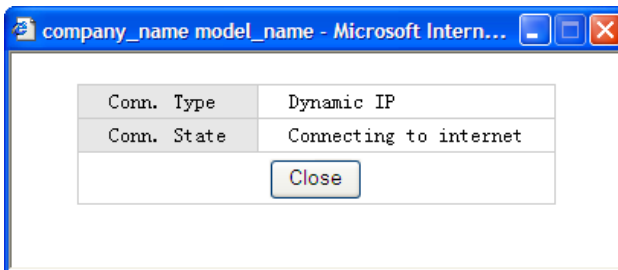 company_name model_name - Microsoft Intern...
Conn. Type Dynamic IP
Conn. State Connecting to internet
Close